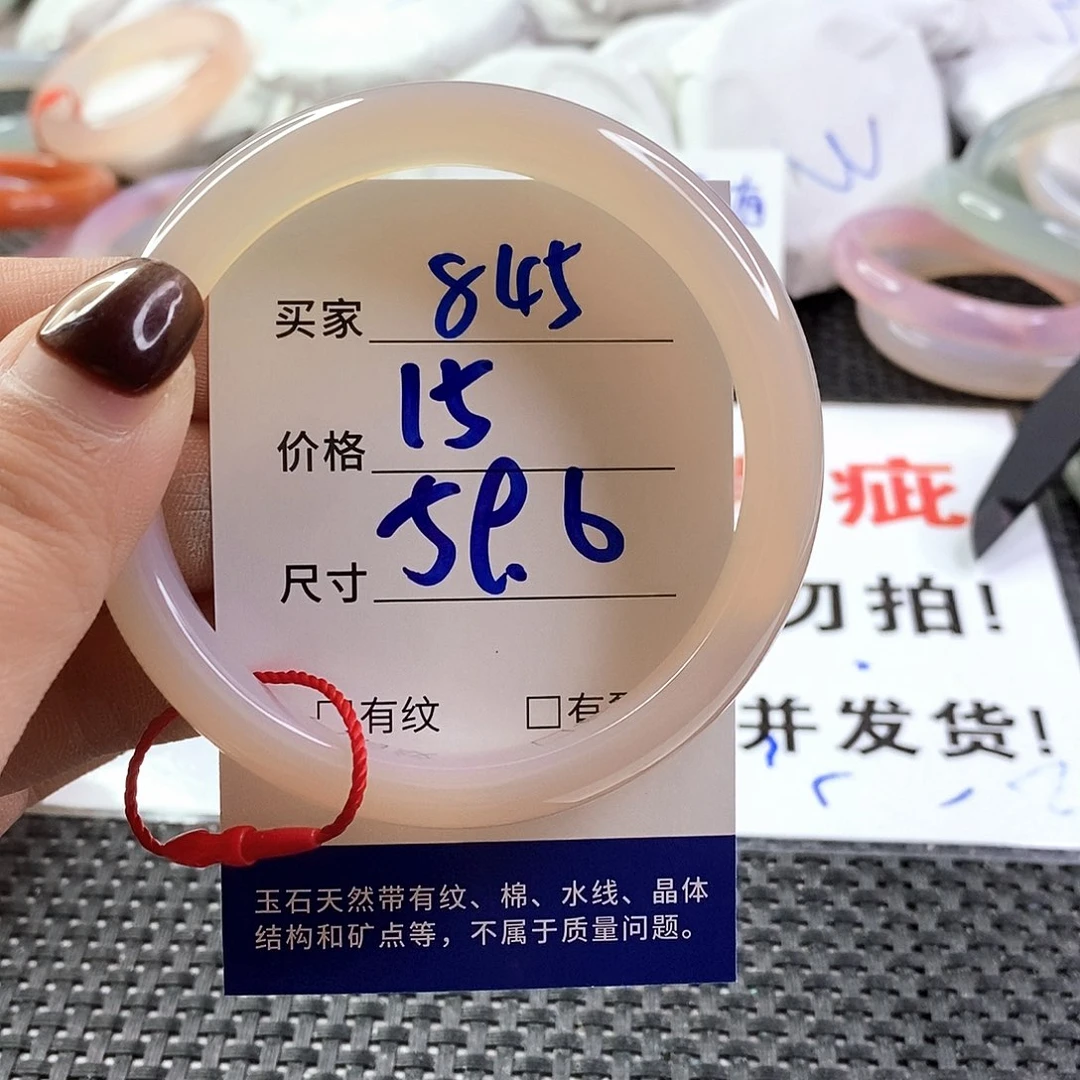 买家 845
价格 15
尺寸 58.6
有纹 有
玉石天然带有纹、棉、水线、晶体
结构和矿点等，不属于质量问题。
有
疵
勿拍！
并发货！